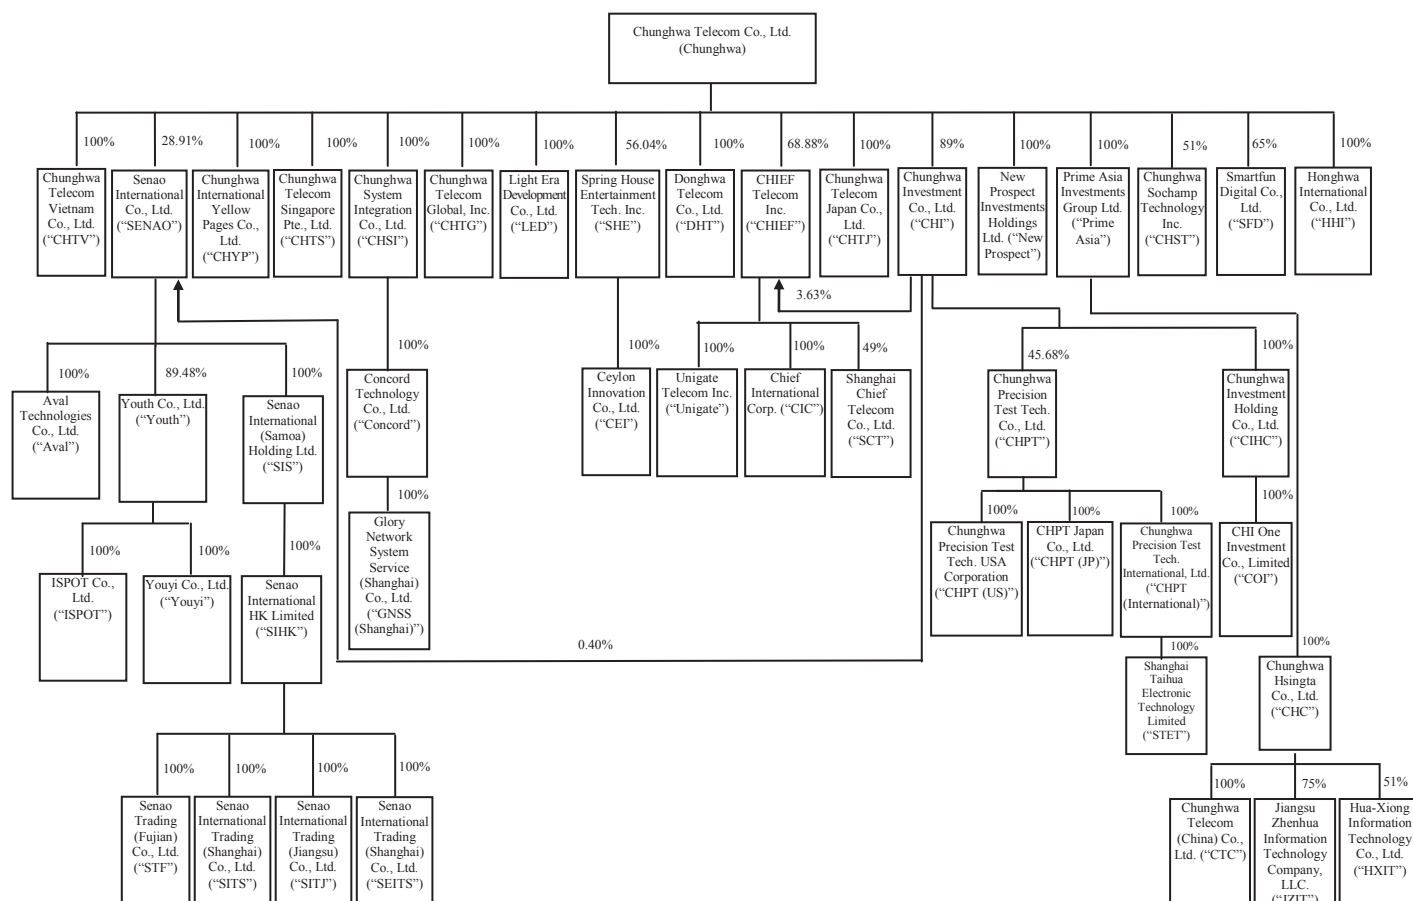 Chunghwa Telecom Co., Ltd.
(Chunghwa)
100%
28.91%
100%
100%
100%
100%
100%
56.04%
100%
68.88%
100%
89%
100%
100%
51%
65%
100%
Chunghwa
Telecom
Vietnam
Co., Ltd.
(“CHTV”)
Senao
International
Co., Ltd.
(“SENAO”)
Chunghwa
International
Yellow
Pages Co.,
Ltd.
(“CHYP”)
Chunghwa
Telecom
Singapore
Pte., Ltd.
(“CHTS”)
Chunghwa
System
Integration
Co., Ltd.
(“CHSI”)
Chunghwa
Telecom
Global, Inc.
(“CHTG”)
Light Era
Development
Co., Ltd.
(“LED”)
Spring House
Entertainment
Tech. Inc.
(“SHE”)
Donghwa
Telecom
Co., Ltd.
(“DHT”)
CHIEF
Telecom
Inc.
(“CHIEF”)
Chunghwa
Telecom
Japan Co.,
Ltd.
(“CHTJ”)
Chunghwa
Investment
Co., Ltd.
(“CHI”)
New
Prospect
Investments
Holdings
Ltd. (“New
Prospect”)
Prime Asia
Investments
Group Ltd.
(“Prime
Asia”)
Chunghwa
Sochamp
Technology
Inc.
(“CHST”)
Smartfun
Digital Co.,
Ltd.
(“SFD”)
Honghwa
International
Co., Ltd.
(“HHI”)
3.63%
100%
89.48%
100%
100%
100%
100%
100%
49%
45.68%
100%
Aval
Technologies
Co., Ltd.
(“Aval”)
Youth Co., Ltd.
(“Youth”)
Senao
International
(Samoa)
Holding Ltd.
(“SIS”)
Concord
Technology
Co., Ltd.
(“Concord”)
Ceylon
Innovation
Co., Ltd.
(“CEI”)
Unigate
Telecom Inc.
(“Unigate”)
Chief
International
Corp. (“CIC”)
Shanghai
Chief
Telecom
Co., Ltd.
(“SCT”)
Chunghwa
Precision
Test Tech.
Co., Ltd.
(“CHPT”)
Chunghwa
Investment
Holding
Co., Ltd.
(“CIHC”)
100%
100%
100%
100%
100%
100%
100%
100%
ISPOT Co.,
Ltd.
(“ISPOT”)
Youyi Co., Ltd.
(“Youyi”)
Senao
International
HK Limited
(“SIHK”)
Glory
Network
System
Service
(Shanghai)
Co., Ltd.
(“GNSS
(Shanghai)”)
Chunghwa
Precision Test
Tech. USA
Corporation
(“CHPT (US)”)
CHPT Japan
Co., Ltd.
(“CHPT (JP)”)
Chunghwa
Precision Test
Tech.
International, Ltd.
(“CHPT
(International)”)
CHI One
Investment
Co., Limited
(“COI”)
0.40%
100%
100%
Shanghai
Taihua
Electronic
Technology
Limited
(“STET”)
Chunghwa
Hsingta
Co., Ltd.
(“CHC”)
100%
100%
100%
100%
100%
75%
51%
Senao
Trading
(Fujian)
Co., Ltd.
(“STF”)
Senao
International
Trading
(Shanghai)
Co., Ltd.
(“SITS”)
Senao
International
Trading
(Jiangsu)
Co., Ltd.
(“SITJ”)
Senao
International
Trading
(Shanghai)
Co., Ltd.
(“SEITS”)
Chunghwa
Telecom
(China) Co.,
Ltd. (“CTC”)
Jiangsu
Zhenhua
Information
Technology
Company,
LLC.
(“JZIT”)
Hua-Xiong
Information
Technology
Co., Ltd.
(“HXIT”)